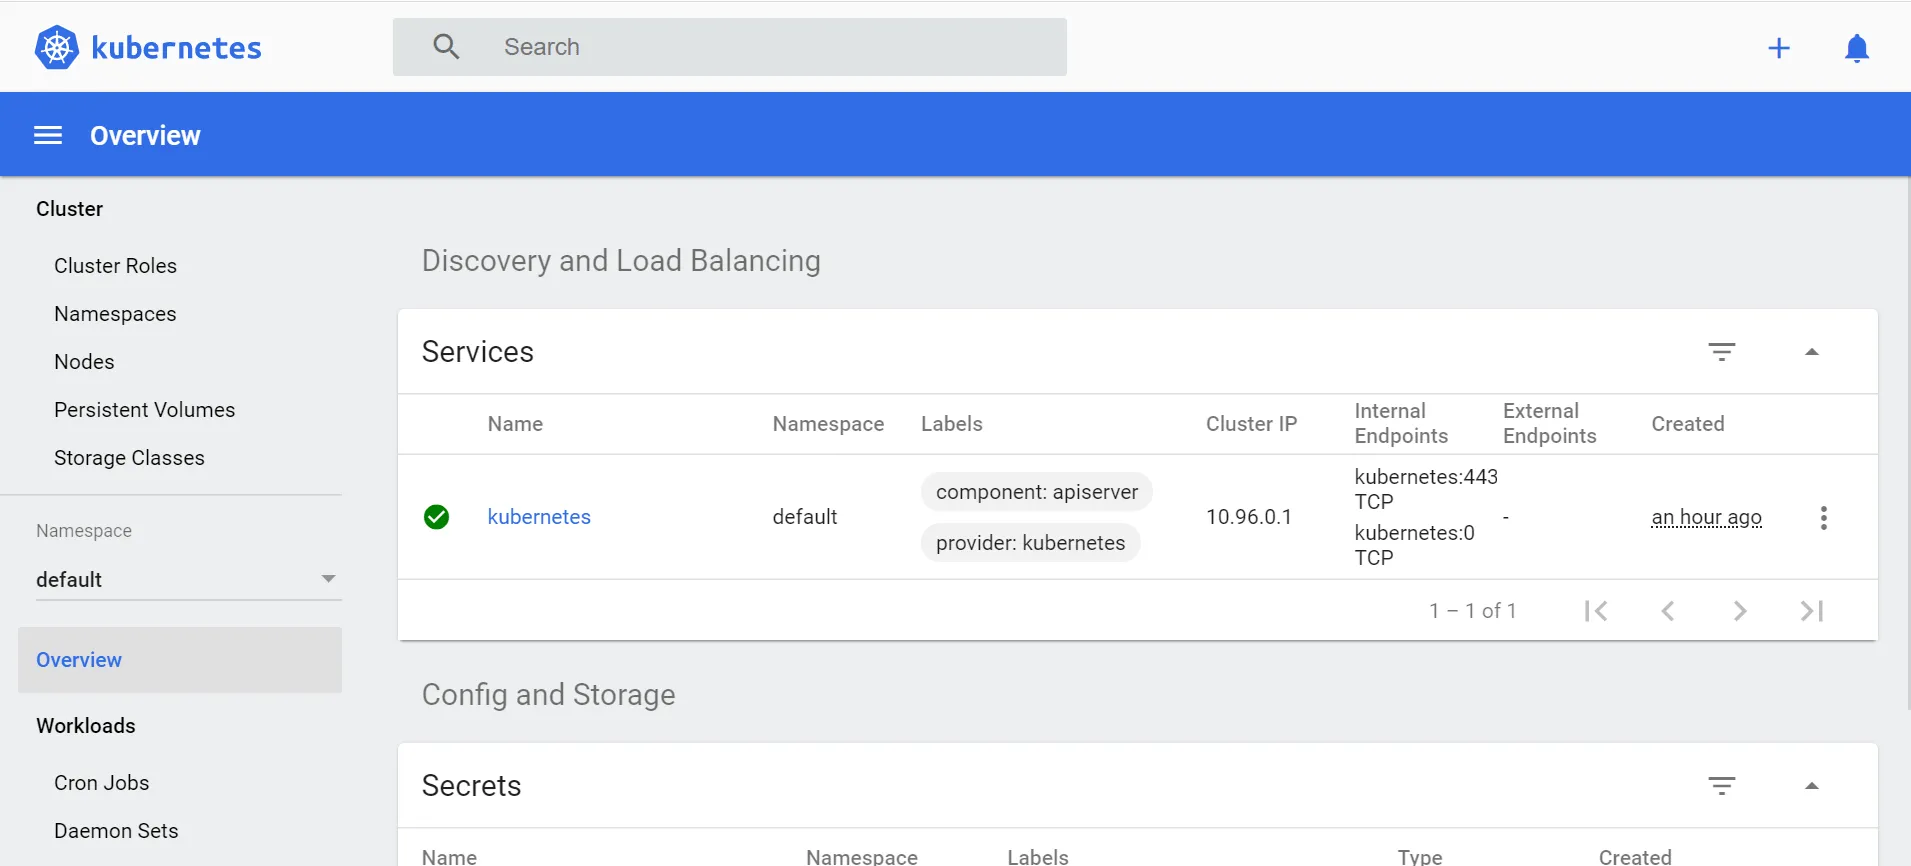 kubernetes
Search
Overview
Cluster
Cluster Roles
Namespaces
Nodes
Persistent Volumes
Storage Classes
Namespace
default
Overview
Workloads
Cron Jobs
Daemon Sets
Discovery and Load Balancing
Services
Name Namespace Labels Cluster IP Internal Endpoints External Endpoints Created
kubernetes default component: apiserver provider: kubernetes 10.96.0.1 kubernetes:443 TCP kubernetes:0 TCP - an hour ago
1 – 1 of 1
Config and Storage
Secrets
Name Namespace Labels Type Created